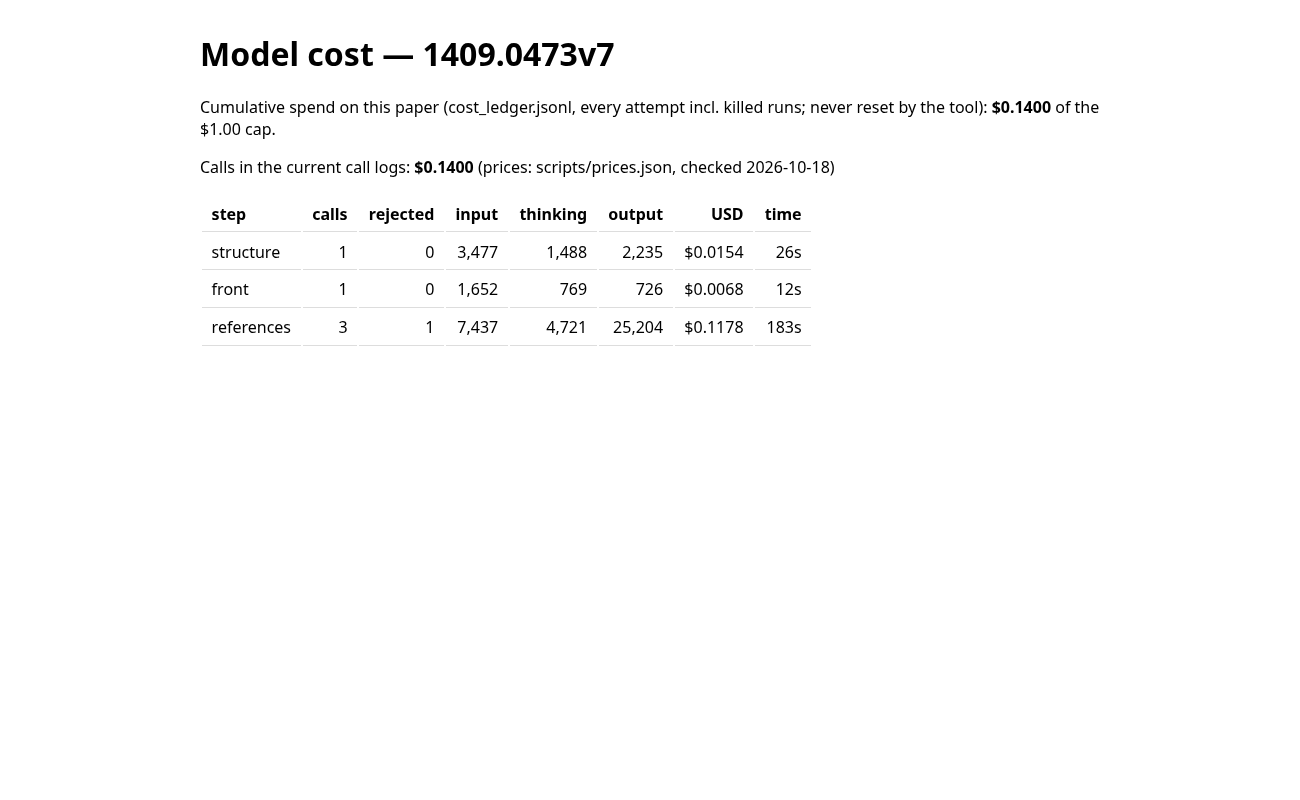 Model cost — 1409.0473v7
Cumulative spend on this paper (cost_ledger.jsonl, every attempt incl. killed runs; never reset by the tool): $0.1400 of the
$1.00 cap.
Calls in the current call logs: $0.1400 (prices: scripts/prices.json, checked 2026-10-18)
step calls rejected input thinking output USD time
structure 1 0 3,477 1,488 2,235 $0.0154 26s
front 1 0 1,652 769 726 $0.0068 12s
references 3 1 7,437 4,721 25,204 $0.1178 183s